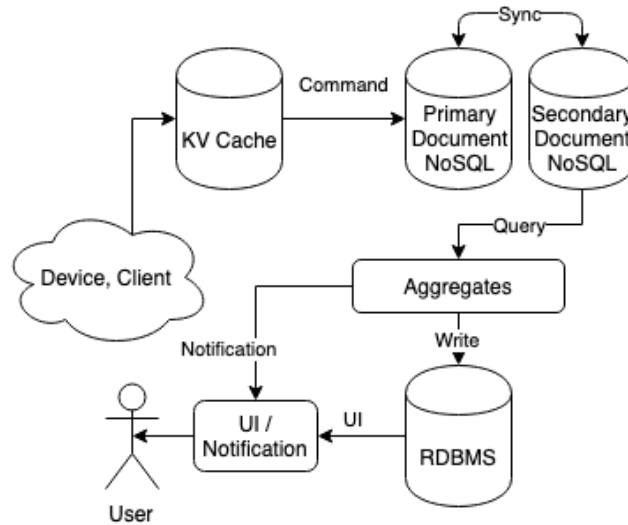 Sync
Command
KV Cache
Primary
Document
NoSQL
Secondary
Document
NoSQL
Query
Device, Client
Aggregates
Notification
Write
UI /
Notification
UI
RDBMS
User